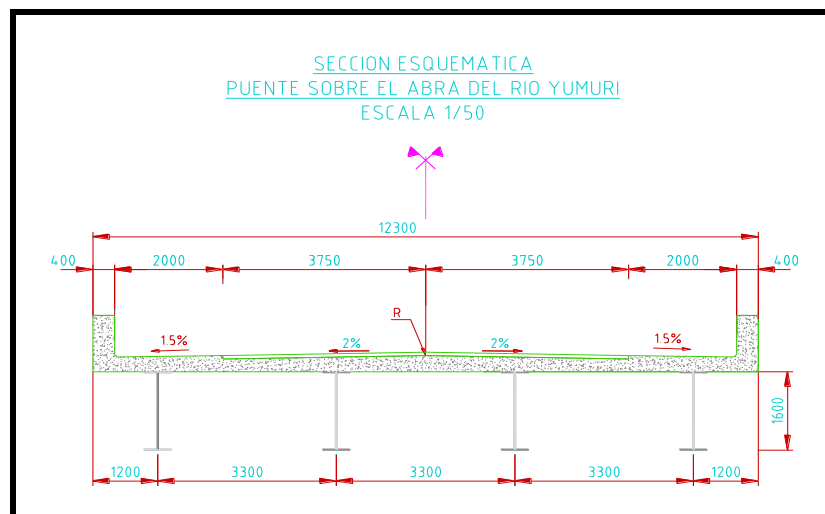 SECCION ESQUEMATICA
PUENTE SOBRE EL ABRA DEL RIO YUMURI
ESCALA 1/50
12300
400 2000 3750 3750 2000 400
R
1.5% 2% 2% 1.5%
1600
1200 3300 3300 3300 1200